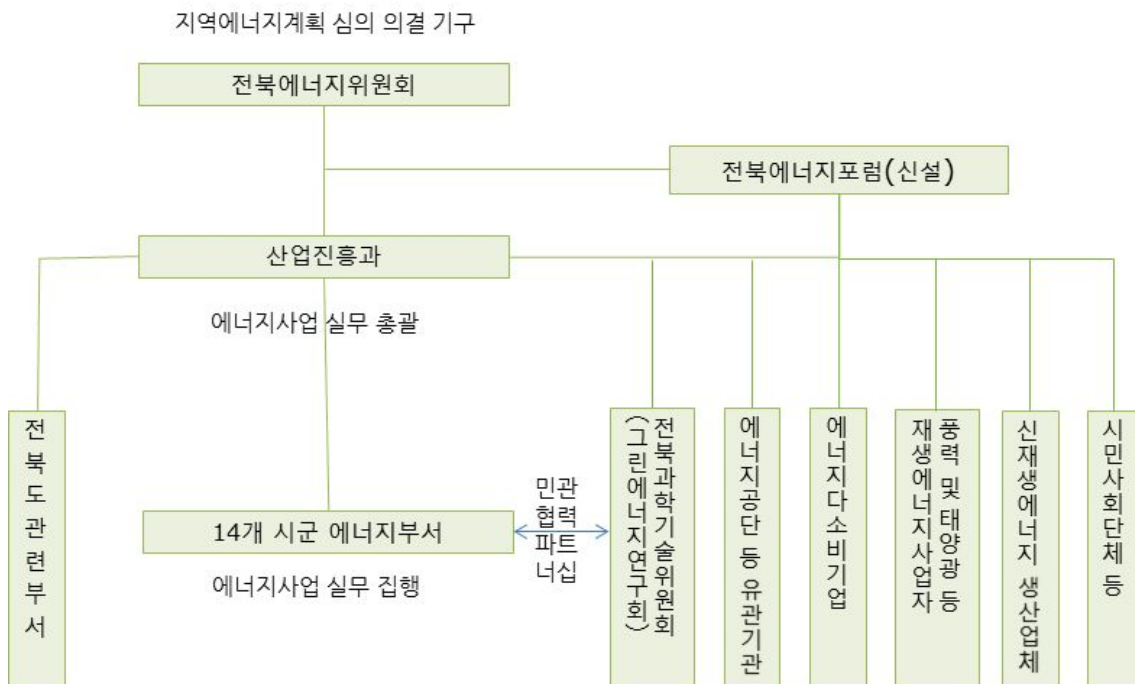 지역에너지계획 심의 의결 기구
전북에너지위원회
전북에너지포럼(신설)
산업진흥과
에너지사업 실무 총괄
전북도관련부서
14개 시군 에너지부서
에너지사업 실무 집행
민관
협력
파트
너십
전북과학기술위원회
(그린에너지연구회)
에너지공단 등 유관기관
에너지다소비기업
풍력 및 태양광 등
재생에너지사업자
신재생에너지 생산업체
시민사회단체 등